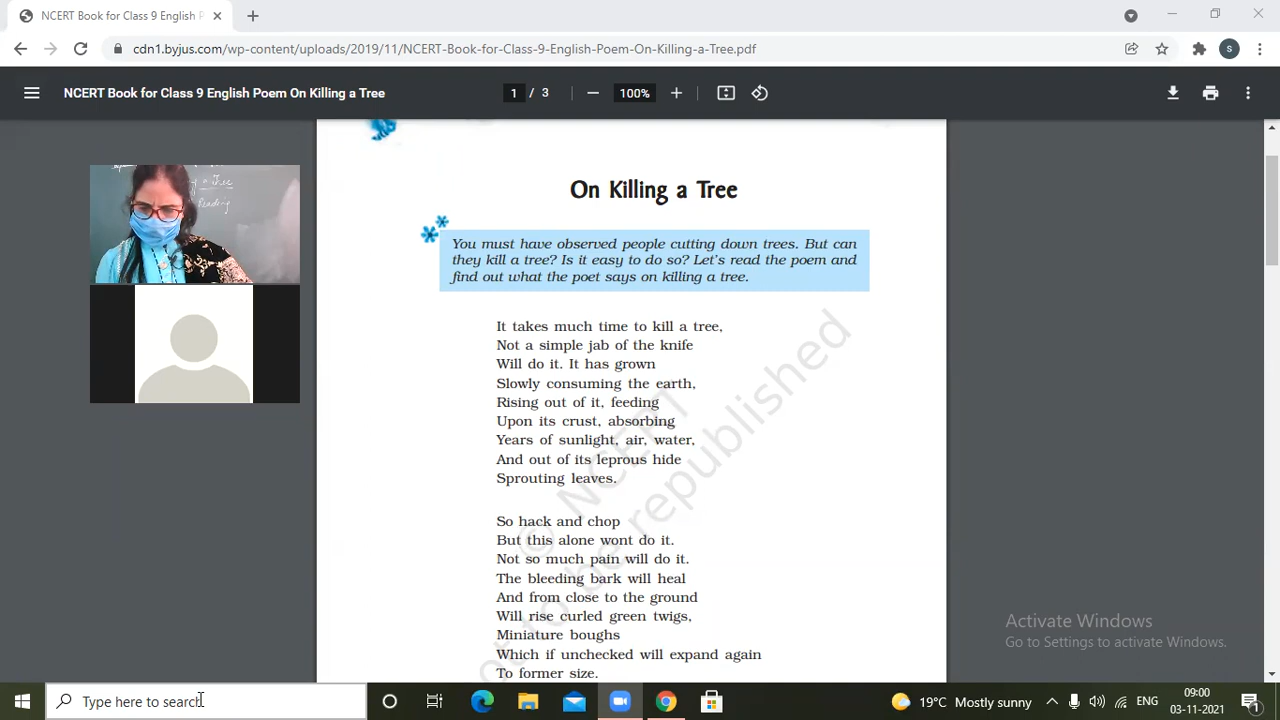 NCERT Book for Class 9 English P
cdn1.byjus.com/wp-content/uploads/2019/11/NCERT-Book-for-Class-9-English-Poem-On-Killing-a-Tree.pdf
S
NCERT Book for Class 9 English Poem On Killing a Tree
1 / 3
100%
a Tree
Reading
On Killing a Tree
You must have observed people cutting down trees. But can
they kill a tree? Is it easy to do so? Let's read the poem and
find out what the poet says on killing a tree.
It takes much time to kill a tree,
Not a simple jab of the knife
Will do it. It has grown
Slowly consuming the earth,
Rising out of it, feeding
Upon its crust, absorbing
Years of sunlight, air, water,
And out of its leprous hide
Sprouting leaves.
So hack and chop
But this alone wont do it.
Not so much pain will do it.
The bleeding bark will heal
And from close to the ground
Will rise curled green twigs,
Miniature boughs
Which if unchecked will expand again
To former size.
© NCERT
not to be republished
Activate Windows
Go to Settings to activate Windows.
Type here to search
19°C Mostly sunny
ENG
09:00
03-11-2021
1